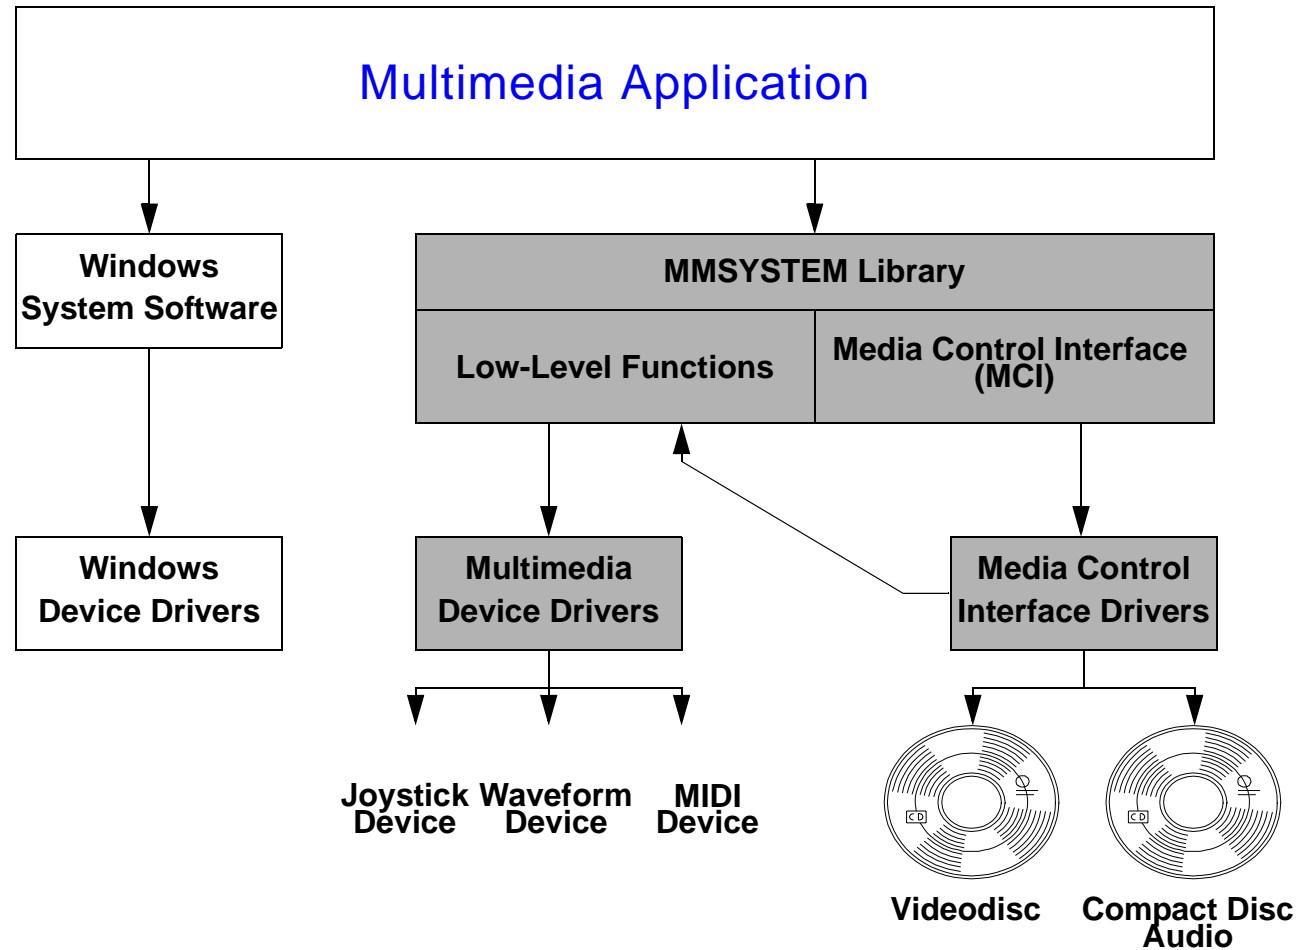 Multimedia Application
Windows
System Software
MMSYSTEM Library
Low-Level Functions
Media Control Interface
(MCI)
Windows
Device Drivers
Multimedia
Device Drivers
Media Control
Interface Drivers
Joystick
Device
Waveform
Device
MIDI
Device
CD
Videodisc
CD
Compact Disc
Audio